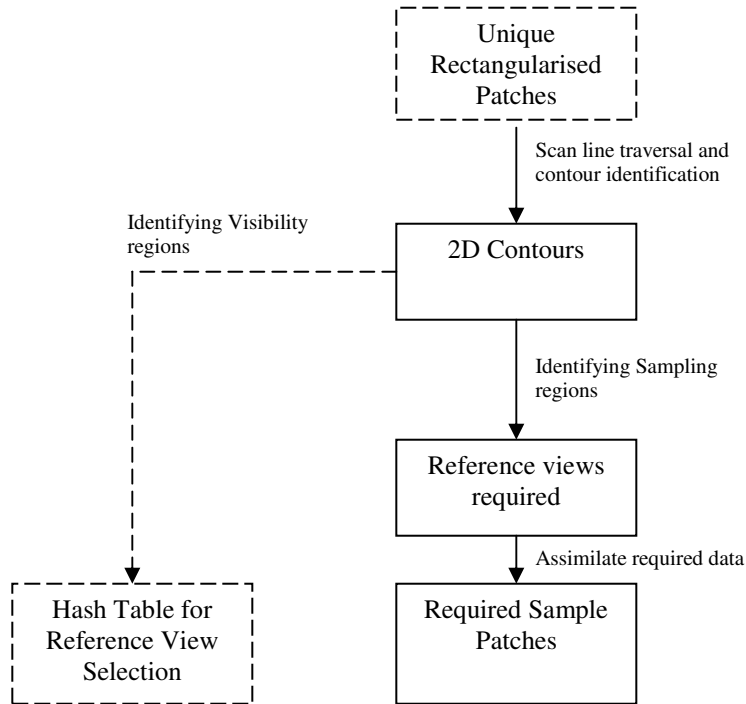 Unique
Rectangularised
Patches
Scan line traversal and
contour identification
Identifying Visibility
regions
2D Contours
Identifying Sampling
regions
Reference views
required
Assimilate required data
Hash Table for
Reference View
Selection
Required Sample
Patches